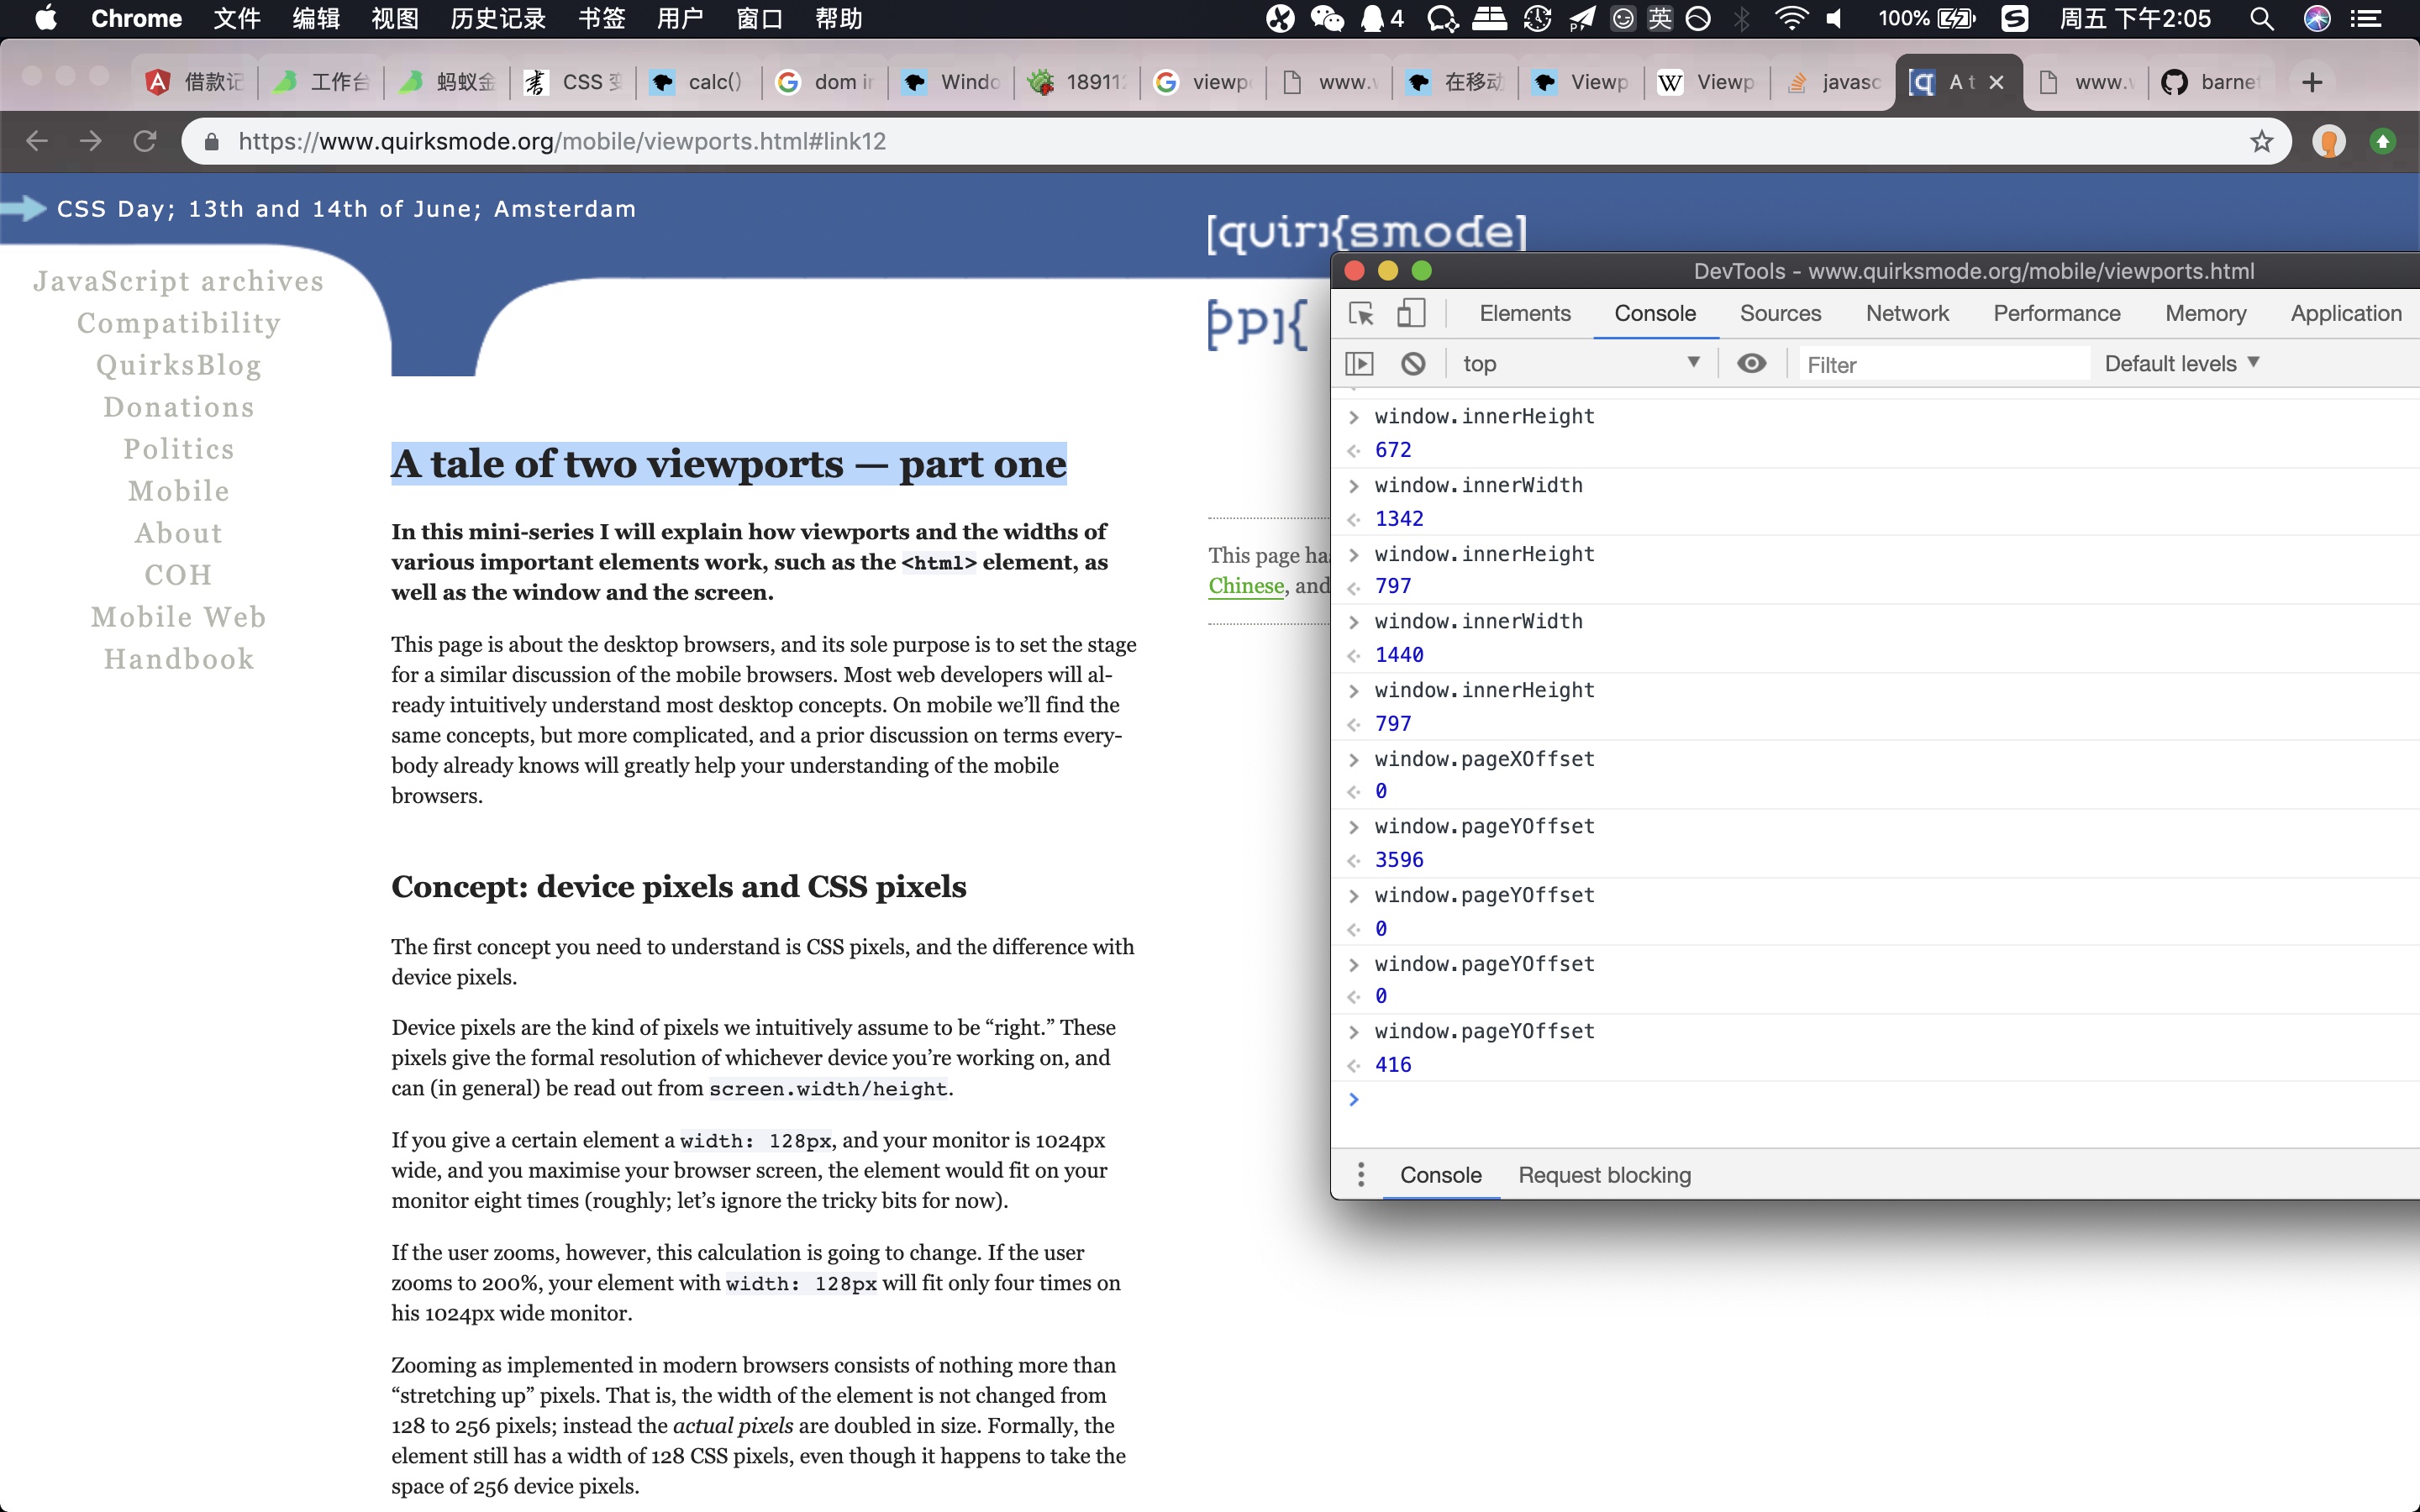 Chrome 文件 编辑 视图 历史记录 书签 用户 窗口 帮助 4 英 100% 周五 下午2:05
借款记 工作台 蚂蚁金 CSS 变 calc() dom in Windo 18911 viewp www.w 在移动 Viewp Viewp javasc A t www.w barne
https://www.quirksmode.org/mobile/viewports.html#link12
CSS Day; 13th and 14th of June; Amsterdam
[quirksmode]
JavaScript archives
Compatibility
QuirksBlog
Donations
Politics
Mobile
About
COH
Mobile Web
Handbook
A tale of two viewports — part one
In this mini-series I will explain how viewports and the widths of
various important elements work, such as the <html> element, as
well as the window and the screen.
This page is about the desktop browsers, and its sole purpose is to set the stage
for a similar discussion of the mobile browsers. Most web developers will al-
ready intuitively understand most desktop concepts. On mobile we’ll find the
same concepts, but more complicated, and a prior discussion on terms every-
body already knows will greatly help your understanding of the mobile
browsers.
Concept: device pixels and CSS pixels
The first concept you need to understand is CSS pixels, and the difference with
device pixels.
Device pixels are the kind of pixels we intuitively assume to be “right.” These
pixels give the formal resolution of whichever device you’re working on, and
can (in general) be read out from screen.width/height.
If you give a certain element a width: 128px, and your monitor is 1024px
wide, and you maximise your browser screen, the element would fit on your
monitor eight times (roughly; let’s ignore the tricky bits for now).
If the user zooms, however, this calculation is going to change. If the user
zooms to 200%, your element with width: 128px will fit only four times on
his 1024px wide monitor.
Zooming as implemented in modern browsers consists of nothing more than
“stretching up” pixels. That is, the width of the element is not changed from
128 to 256 pixels; instead the actual pixels are doubled in size. Formally, the
element still has a width of 128 CSS pixels, even though it happens to take the
space of 256 device pixels.
ppk
This page ha
Chinese, and
DevTools - www.quirksmode.org/mobile/viewports.html
Elements Console Sources Network Performance Memory Application
top Filter Default levels
window.innerHeight
672
window.innerWidth
1342
window.innerHeight
797
window.innerWidth
1440
window.innerHeight
797
window.pageXOffset
0
window.pageYOffset
3596
window.pageYOffset
0
window.pageYOffset
0
window.pageYOffset
416
Console Request blocking